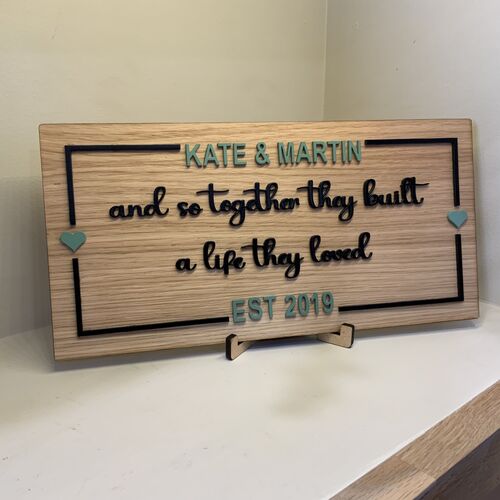 KATE & MARTIN
and so together they built
a life they loved
EST 2019